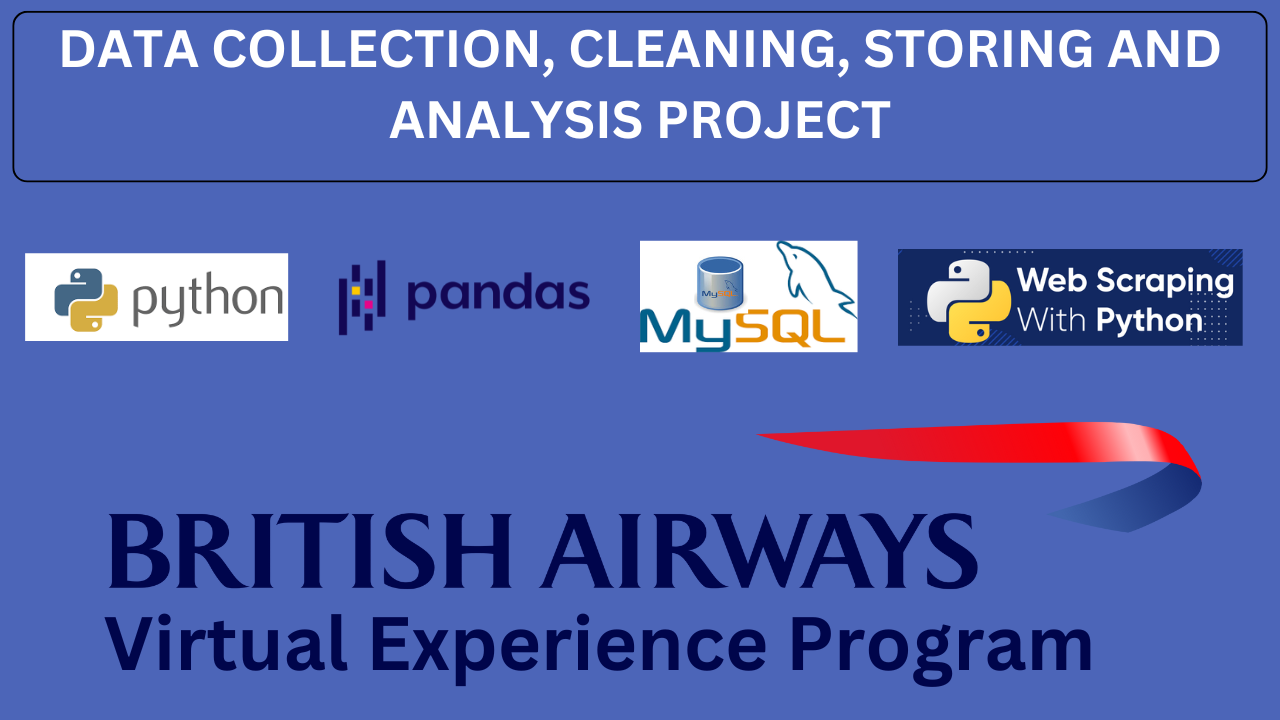 DATA COLLECTION, CLEANING, STORING AND
ANALYSIS PROJECT
python
pandas
MySQL
MySQL
Web Scraping
With Python
BRITISH AIRWAYS
Virtual Experience Program